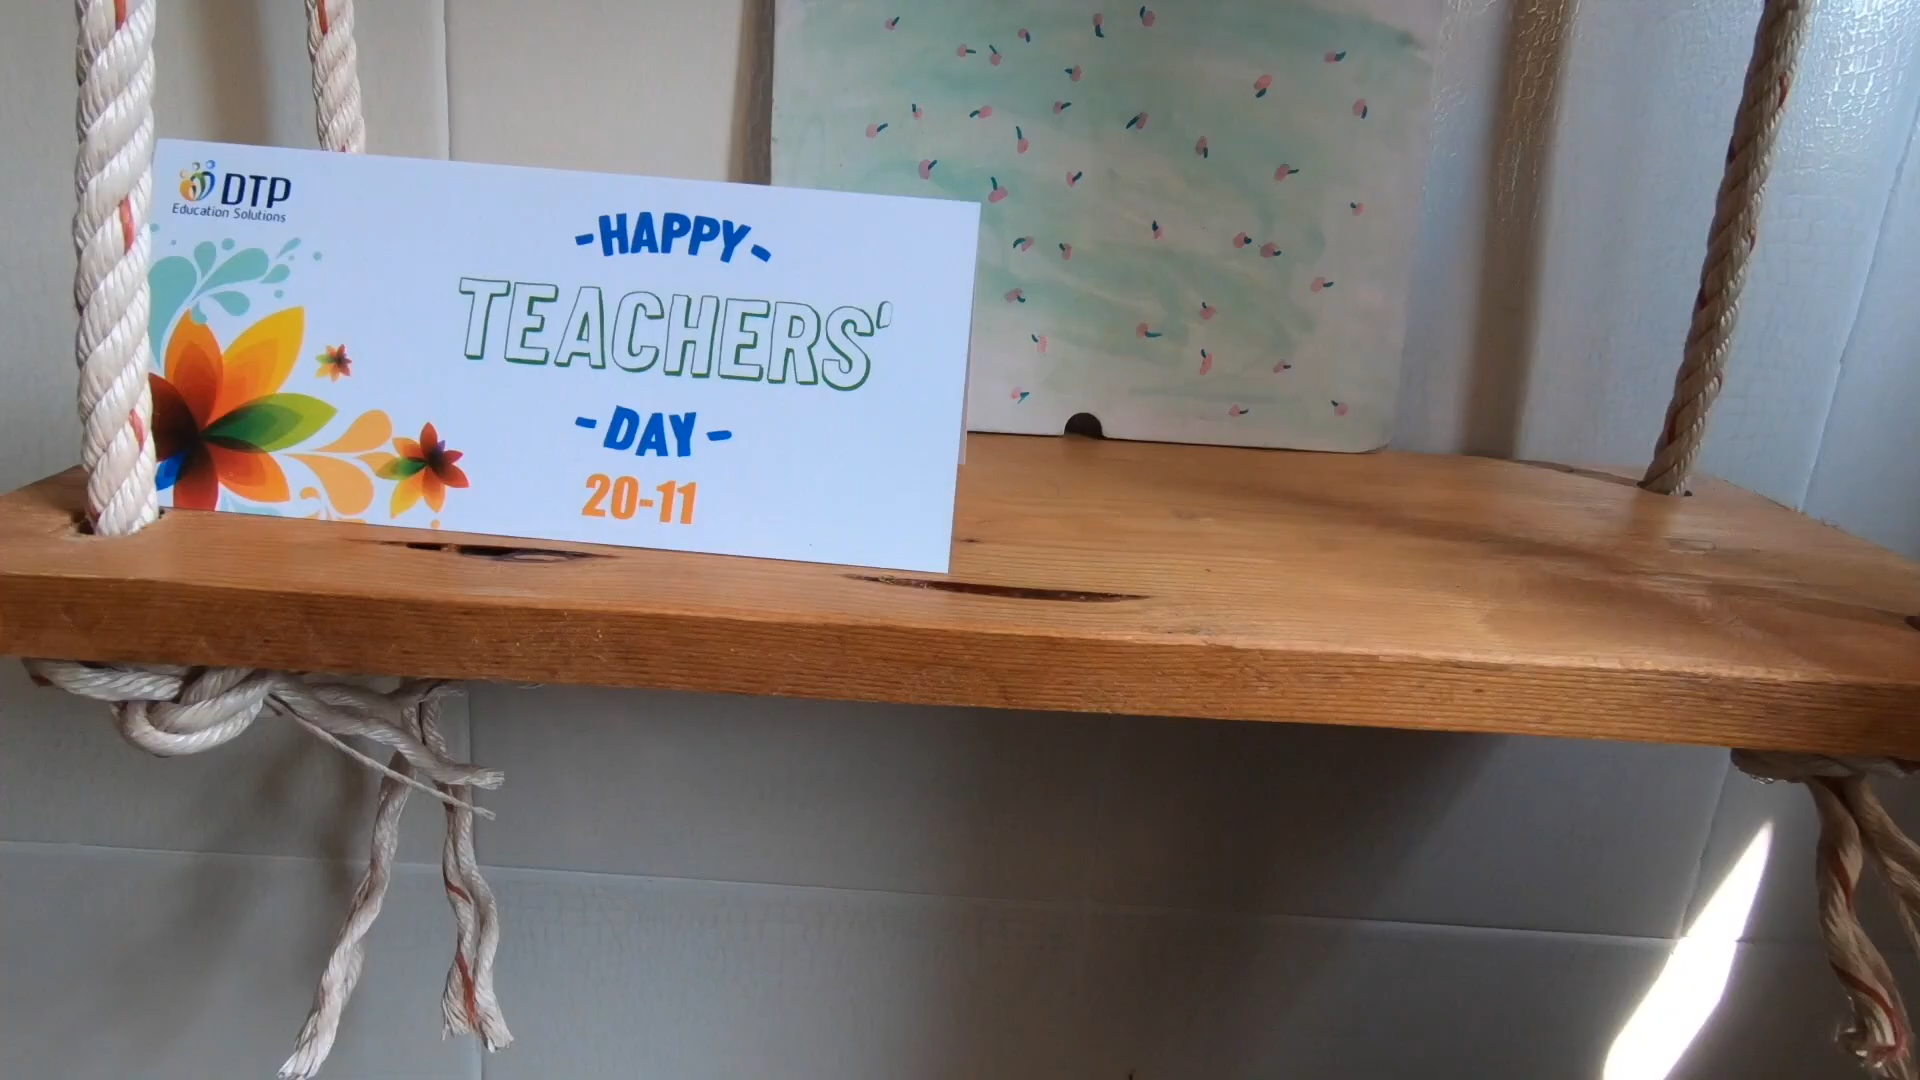 DTP
Education Solutions
-HAPPY-
TEACHERS'
-DAY-
20-11